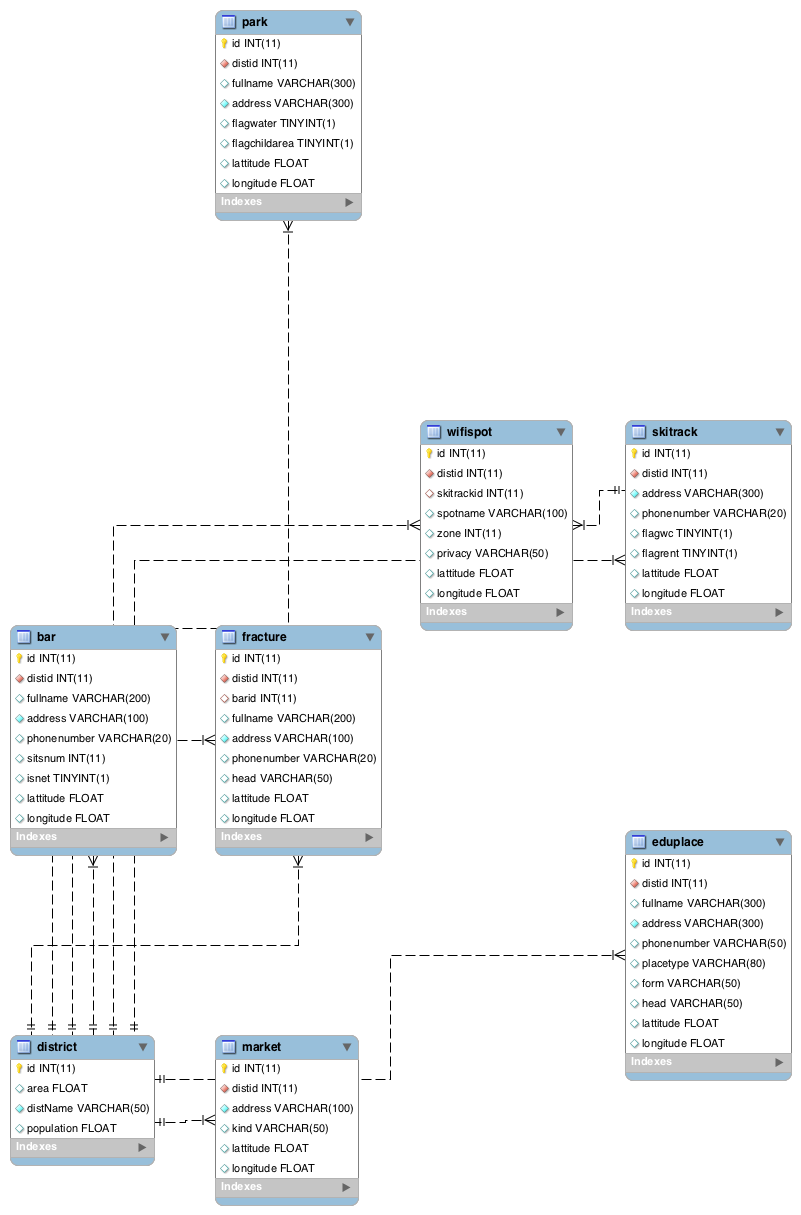 park
id INT(11)
distid INT(11)
fullname VARCHAR(300)
address VARCHAR(300)
flagwater TINYINT(1)
flagchildarea TINYINT(1)
lattitude FLOAT
longitude FLOAT
Indexes
wifispot
id INT(11)
distid INT(11)
skitrackid INT(11)
spotname VARCHAR(100)
zone INT(11)
privacy VARCHAR(50)
lattitude FLOAT
longitude FLOAT
Indexes
skitrack
id INT(11)
distid INT(11)
address VARCHAR(300)
phonenumber VARCHAR(20)
flagwc TINYINT(1)
flagrent TINYINT(1)
lattitude FLOAT
longitude FLOAT
Indexes
bar
id INT(11)
distid INT(11)
fullname VARCHAR(200)
address VARCHAR(100)
phonenumber VARCHAR(20)
sitsnum INT(11)
isnet TINYINT(1)
lattitude FLOAT
longitude FLOAT
Indexes
fracture
id INT(11)
distid INT(11)
barid INT(11)
fullname VARCHAR(200)
address VARCHAR(100)
phonenumber VARCHAR(20)
head VARCHAR(50)
lattitude FLOAT
longitude FLOAT
Indexes
eduplace
id INT(11)
distid INT(11)
fullname VARCHAR(300)
address VARCHAR(300)
phonenumber VARCHAR(50)
placetype VARCHAR(80)
form VARCHAR(50)
head VARCHAR(50)
lattitude FLOAT
longitude FLOAT
Indexes
district
id INT(11)
area FLOAT
distName VARCHAR(50)
population FLOAT
Indexes
market
id INT(11)
distid INT(11)
address VARCHAR(100)
kind VARCHAR(50)
lattitude FLOAT
longitude FLOAT
Indexes